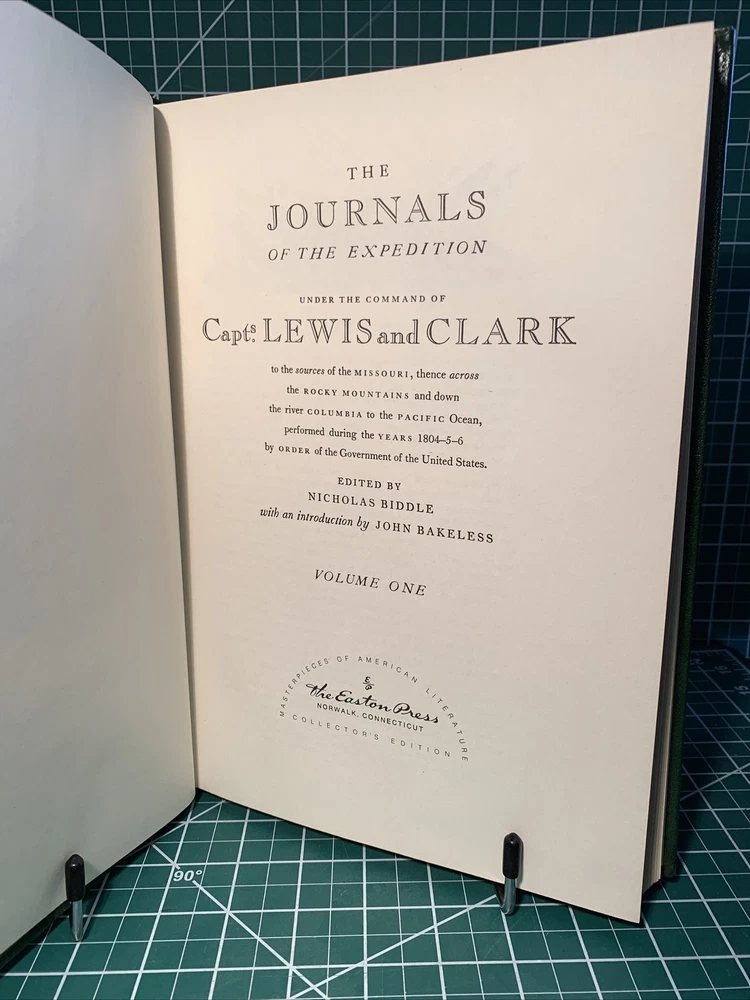 THE
JOURNALS
OF THE EXPEDITION
UNDER THE COMMAND OF
Capts. LEWIS and CLARK
to the sources of the MISSOURI, thence across
the ROCKY MOUNTAINS and down
the river COLUMBIA to the PACIFIC Ocean,
performed during the YEARS 1804–5–6
by ORDER of the Government of the United States.
EDITED BY
NICHOLAS BIDDLE
with an introduction by JOHN BAKELESS
VOLUME ONE
MASTERPIECES OF AMERICAN LITERATURE
E/P
The Easton Press
NORWALK, CONNECTICUT
COLLECTOR'S EDITION
90°